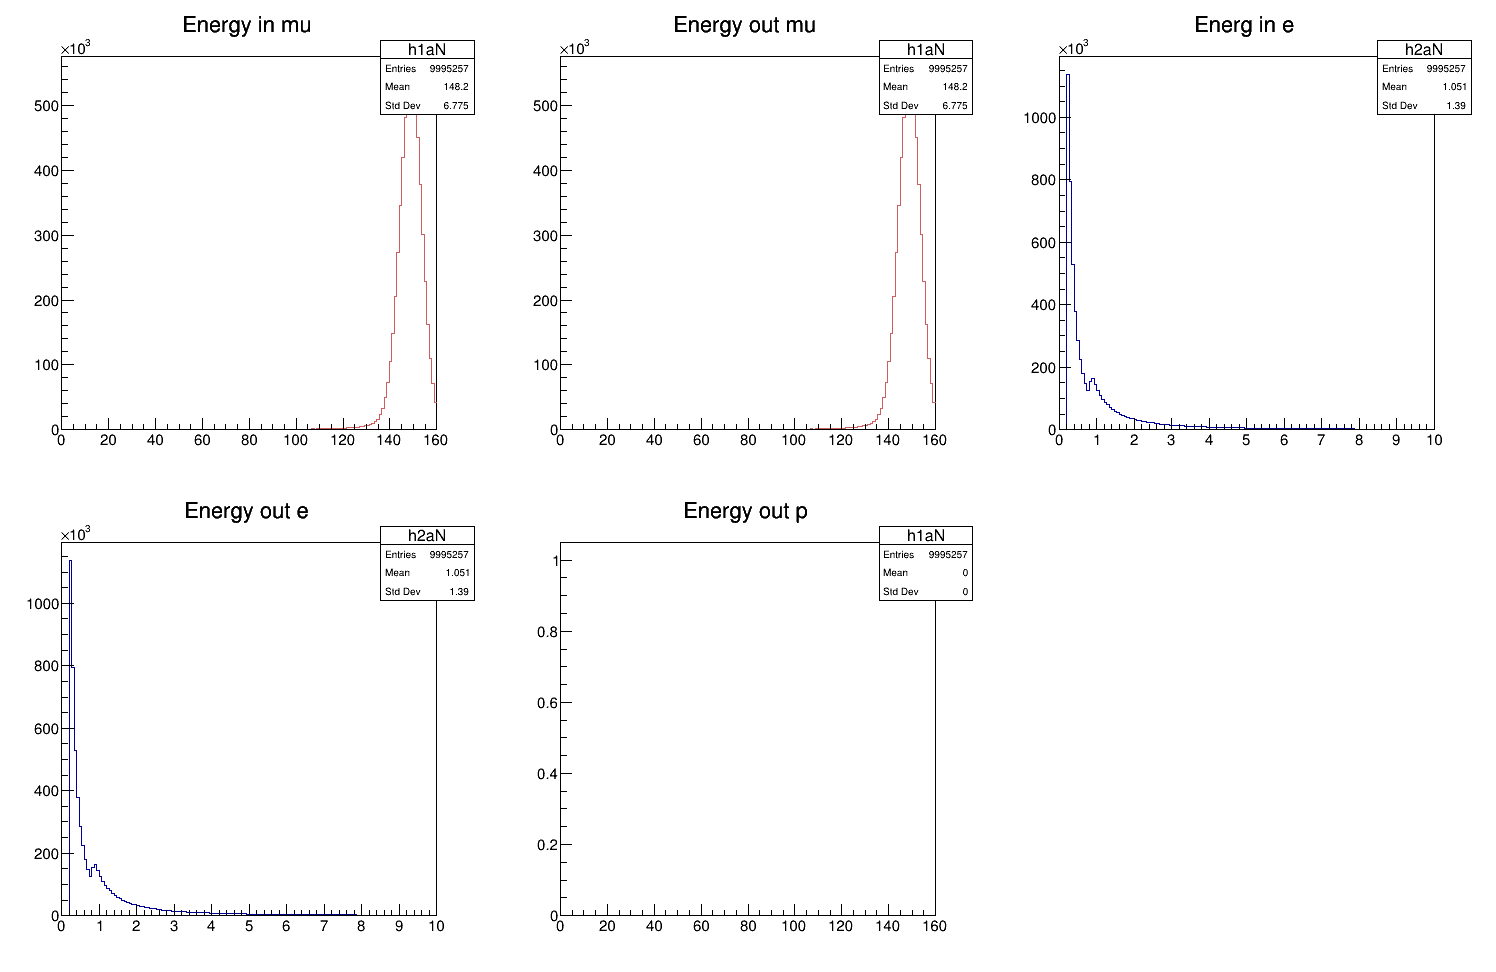 Energy in mu
×10³
h1aN
Entries 9995257
Mean 148.2
Std Dev 6.775
500
400
300
200
100
0
0 20 40 60 80 100 120 140 160
Energy out mu
×10³
h1aN
Entries 9995257
Mean 148.2
Std Dev 6.775
500
400
300
200
100
0
0 20 40 60 80 100 120 140 160
Energ in e
×10³
h2aN
Entries 9995257
Mean 1.051
Std Dev 1.39
1000
800
600
400
200
0
0 1 2 3 4 5 6 7 8 9 10
Energy out e
×10³
h2aN
Entries 9995257
Mean 1.051
Std Dev 1.39
1000
800
600
400
200
0
0 1 2 3 4 5 6 7 8 9 10
Energy out p
h1aN
Entries 9995257
Mean 0
Std Dev 0
1
0.8
0.6
0.4
0.2
0
0 20 40 60 80 100 120 140 160